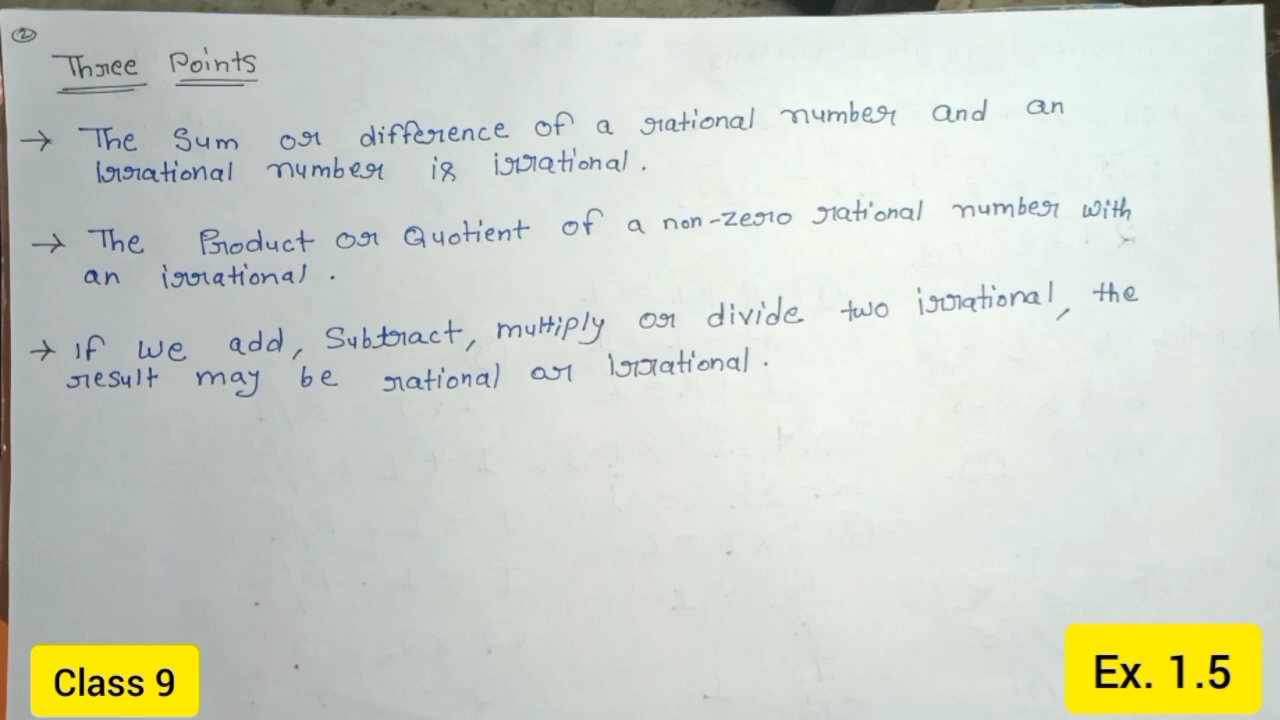 2
Three Points
→ The Sum or difference of a rational number and an
Irrational number is irrational.
→ The Product or Quotient of a non-zero rational number with
an irrational.
→ If we add, Subtract, multiply or divide two irrational, the
result may be rational or Irrational.
Class 9
Ex. 1.5